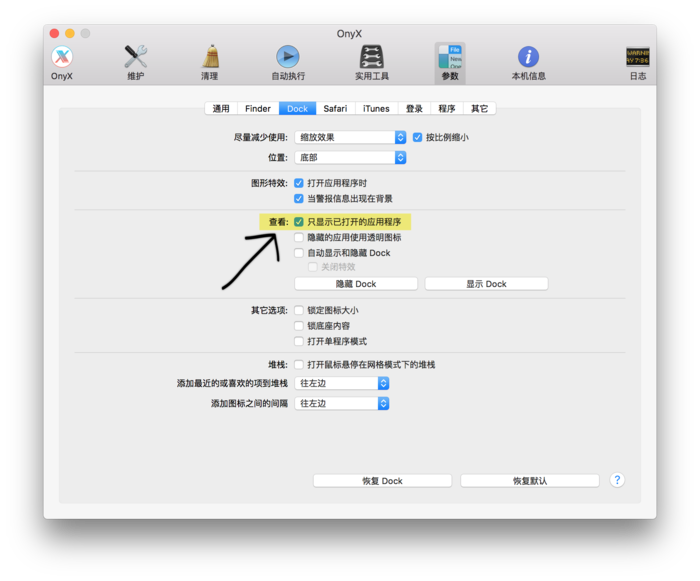 OnyX
OnyX 维护 清理 自动执行 实用工具 参数 本机信息 日志
通用 Finder Dock Safari iTunes 登录 程序 其它
尽量减少使用: 缩放效果 按比例缩小
位置: 底部
图形特效: 打开应用程序时
当警报信息出现在背景
查看: 只显示已打开的应用程序
隐藏的应用使用透明图标
自动显示和隐藏 Dock
关闭特效
隐藏 Dock 显示 Dock
其它选项: 锁定图标大小
锁底座内容
打开单程序模式
堆栈: 打开鼠标悬停在网格模式下的堆栈
添加最近的或喜欢的项到堆栈 往左边
添加图标之间的间隔 往左边
恢复 Dock 恢复默认 ?